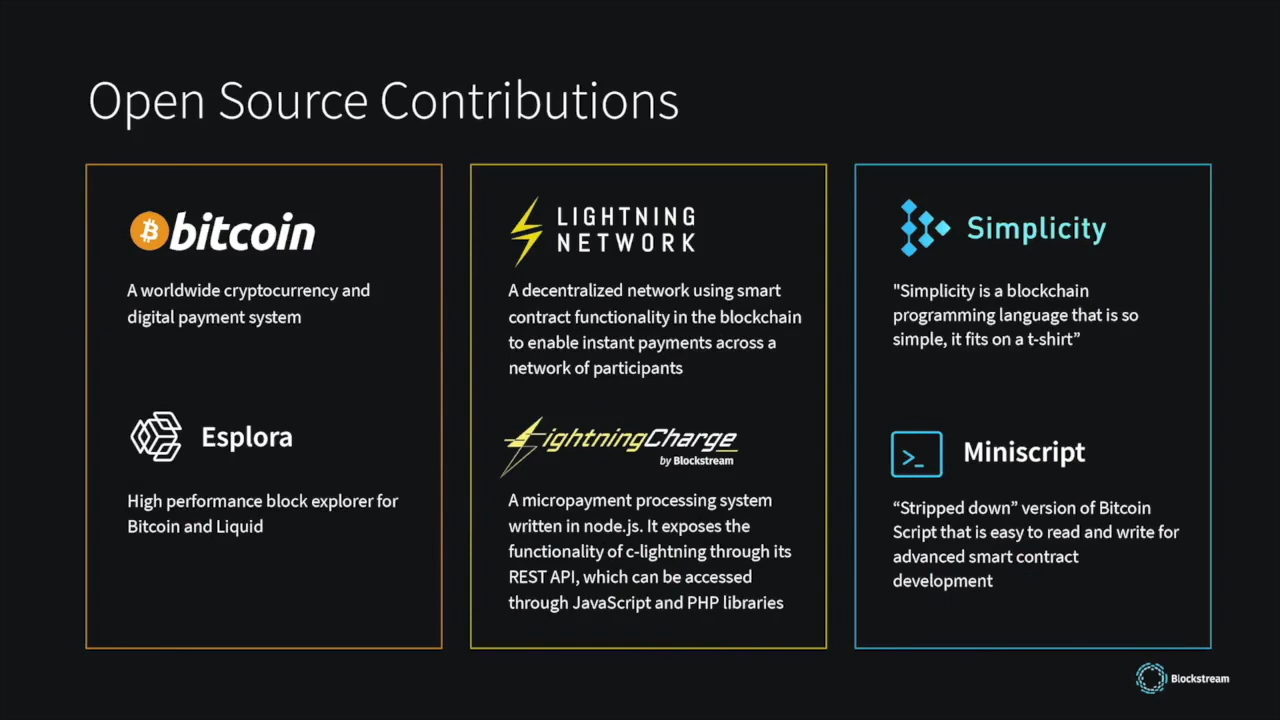 Open Source Contributions
bitcoin
A worldwide cryptocurrency and
digital payment system
Esplora
High performance block explorer for
Bitcoin and Liquid
LIGHTNING
NETWORK
A decentralized network using smart
contract functionality in the blockchain
to enable instant payments across a
network of participants
LightningCharge
by Blockstream
A micropayment processing system
written in node.js. It exposes the
functionality of c-lightning through its
REST API, which can be accessed
through JavaScript and PHP libraries
Simplicity
"Simplicity is a blockchain
programming language that is so
simple, it fits on a t-shirt”
>_
Miniscript
“Stripped down” version of Bitcoin
Script that is easy to read and write for
advanced smart contract
development
Blockstream